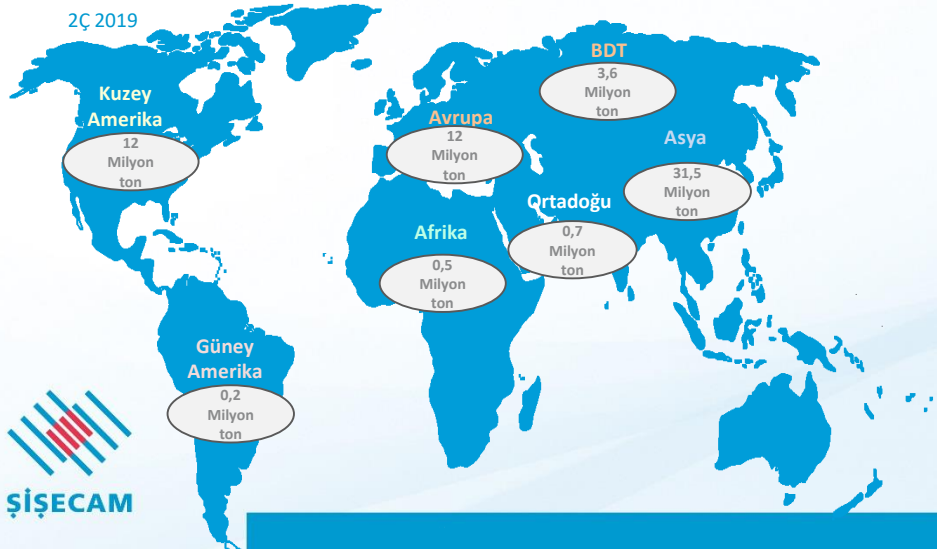 2Ç 2019
Kuzey
Amerika
12
Milyon
ton
Avrupa
12
Milyon
ton
BDT
3,6
Milyon
ton
Asya
31,5
Milyon
ton
Ortadoğu
0,7
Milyon
ton
Afrika
0,5
Milyon
ton
Güney
Amerika
0,2
Milyon
ton
ŞİŞECAM